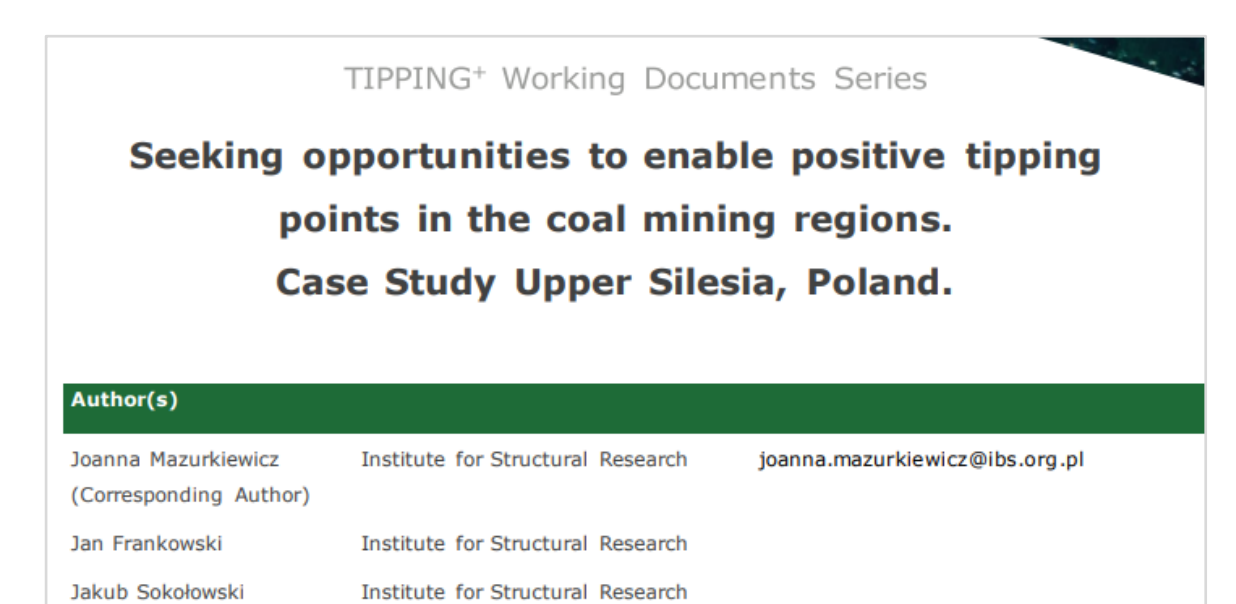 TIPPING⁺ Working Documents Series
Seeking opportunities to enable positive tipping
points in the coal mining regions.
Case Study Upper Silesia, Poland.
Author(s)
Joanna Mazurkiewicz Institute for Structural Research joanna.mazurkiewicz@ibs.org.pl
(Corresponding Author)
Jan Frankowski Institute for Structural Research
Jakub Sokołowski Institute for Structural Research